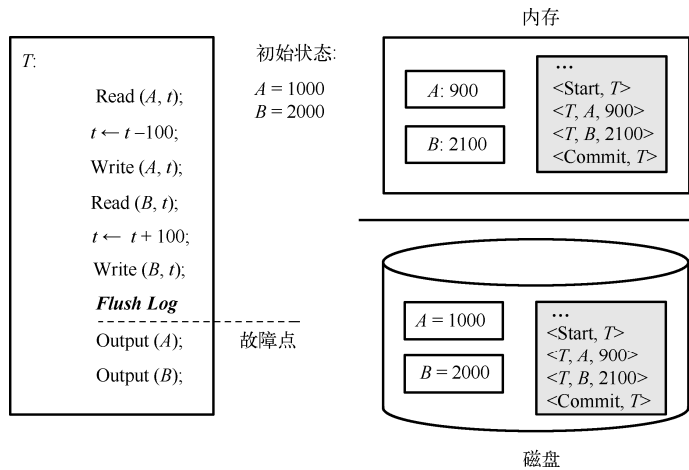 T:
Read (A, t);
t ← t –100;
Write (A, t);
Read (B, t);
t ← t + 100;
Write (B, t);
Flush Log
Output (A);
Output (B);
故障点
初始状态:
A = 1000
B = 2000
内存
A: 900
B: 2100
...
<Start, T>
<T, A, 900>
<T, B, 2100>
<Commit, T>
A = 1000
B = 2000
...
<Start, T>
<T, A, 900>
<T, B, 2100>
<Commit, T>
磁盘